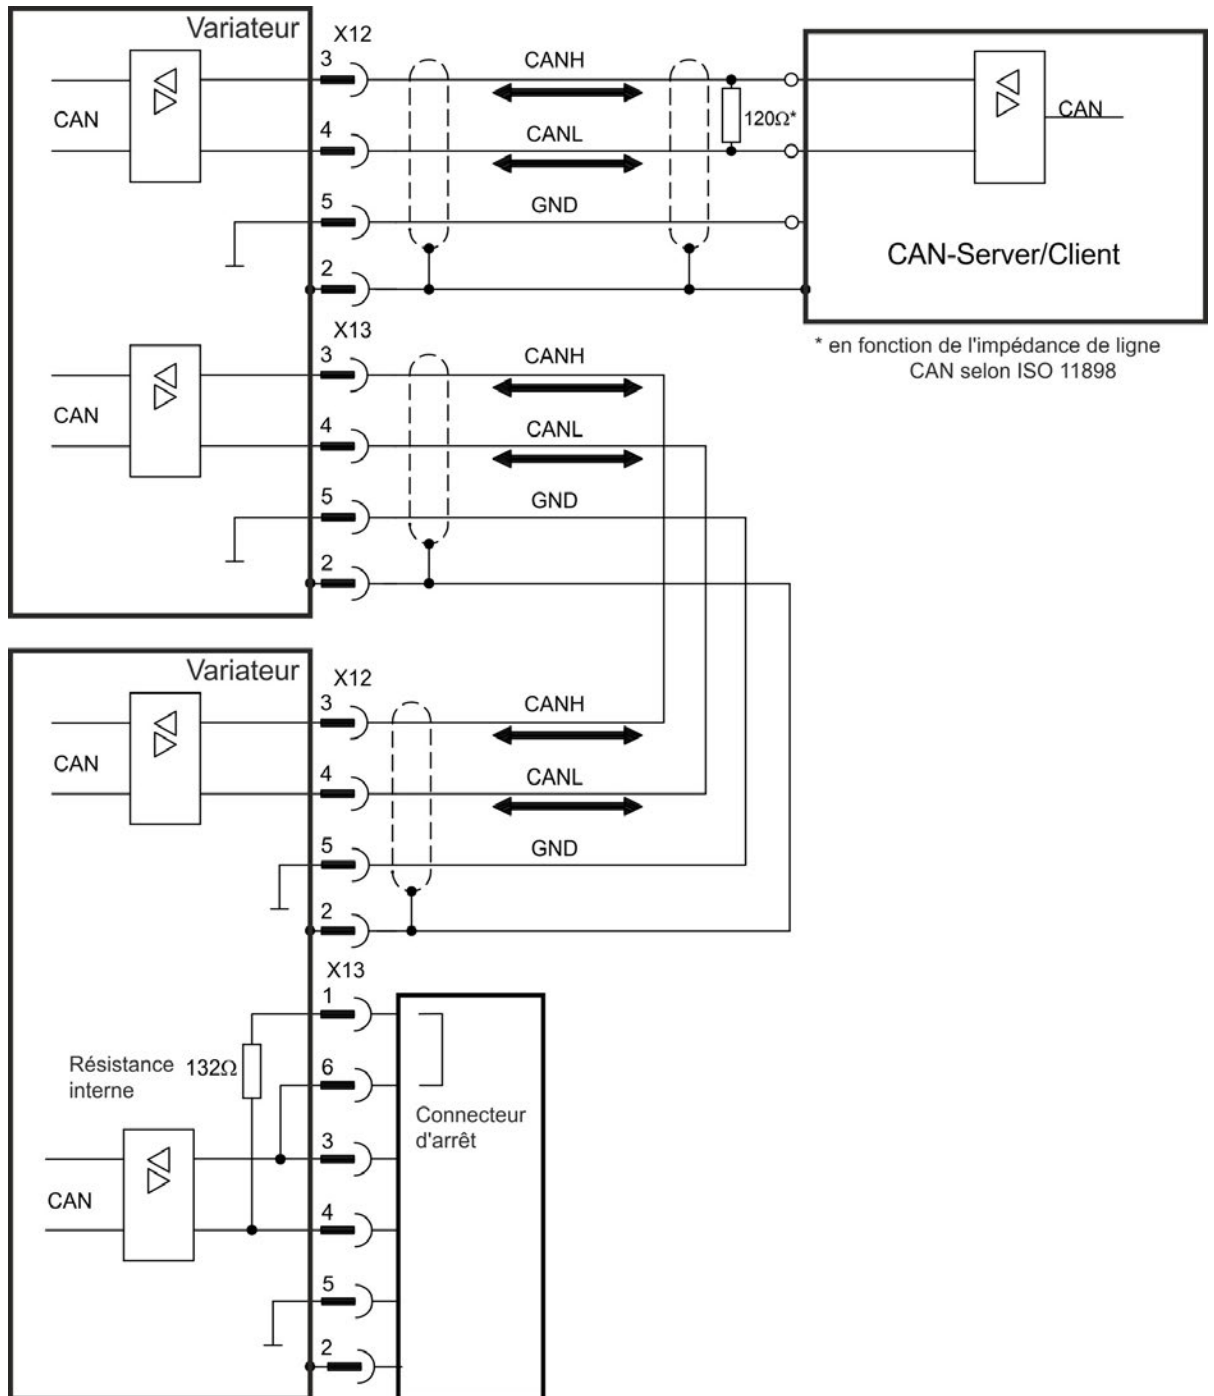 Variateur
X12
3
CANH
CAN
120Ω*
CAN
4
CANL
5
GND
CAN-Server/Client
2
* en fonction de l'impédance de ligne
CAN selon ISO 11898
X13
3
CANH
CAN
4
CANL
5
GND
2
Variateur
X12
3
CANH
CAN
4
CANL
5
GND
2
X13
1
Résistance
interne
132Ω
6
Connecteur
d'arrêt
3
CAN
4
5
2